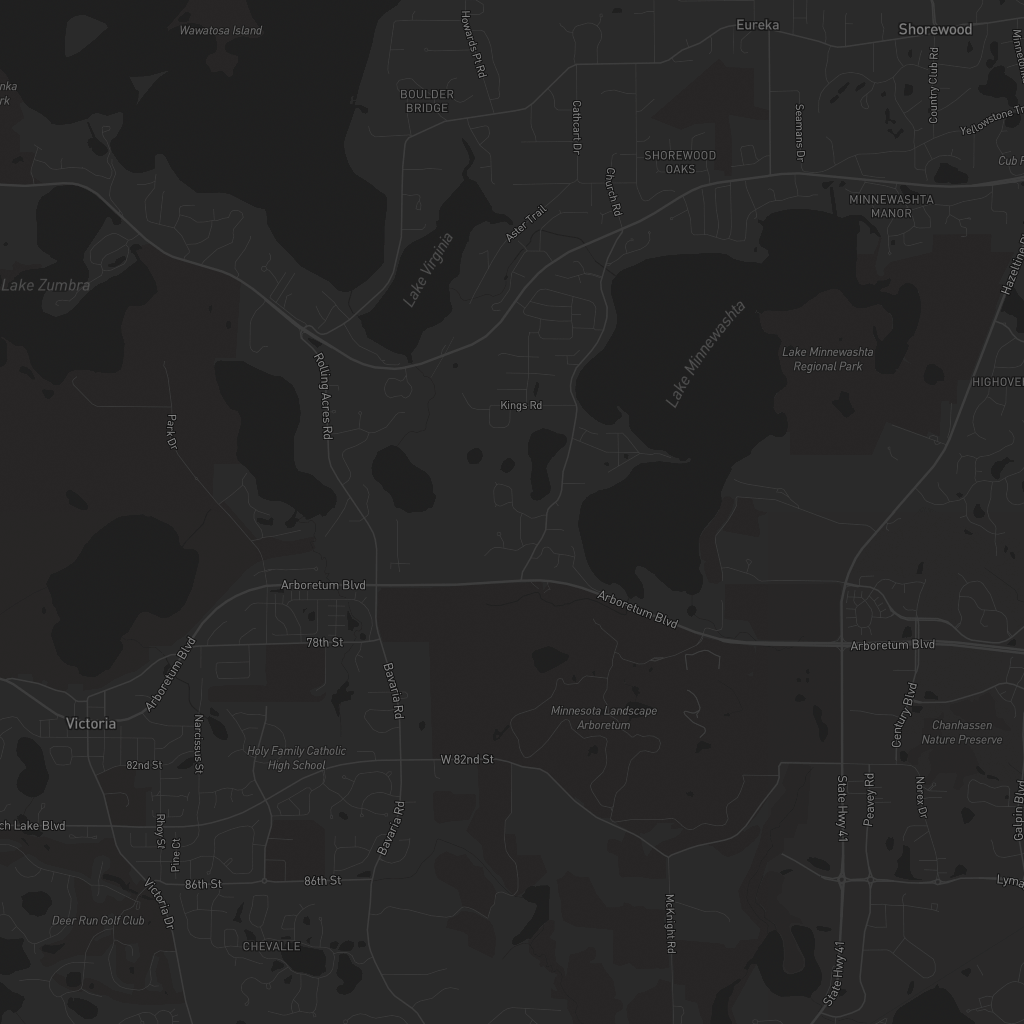 Wawatosa Island
Eureka
Shorewood
Howards Pt Rd
BOULDER
BRIDGE
Cathcart Dr
Seamans Dr
Country Club Rd
Yellowstone Tr
nka
rk
SHOREWOOD
OAKS
Cub F
Church Rd
MINNEWASHTA
MANOR
Aster Trail
Lake Virginia
Lake Zumbra
Lake Minnewashta
Lake Minnewashta
Regional Park
HIGHOVER
Rolling Acres Rd
Kings Rd
Park Dr
Arboretum Blvd
Arboretum Blvd
78th St
Arboretum Blvd
Arboretum Blvd
Bavaria Rd
Victoria
Narcissus St
Minnesota Landscape
Arboretum
Century Blvd
Chanhassen
Nature Preserve
Holy Family Catholic
High School
82nd St
W 82nd St
State Hwy 41
Peavey Rd
Norex Dr
Galpin Blvd
ch Lake Blvd
Rhoy St
Pine Ct
Bavaria Rd
86th St
86th St
Lyma
Victoria Dr
Deer Run Golf Club
CHEVALLE
McKnight Rd
State Hwy 41